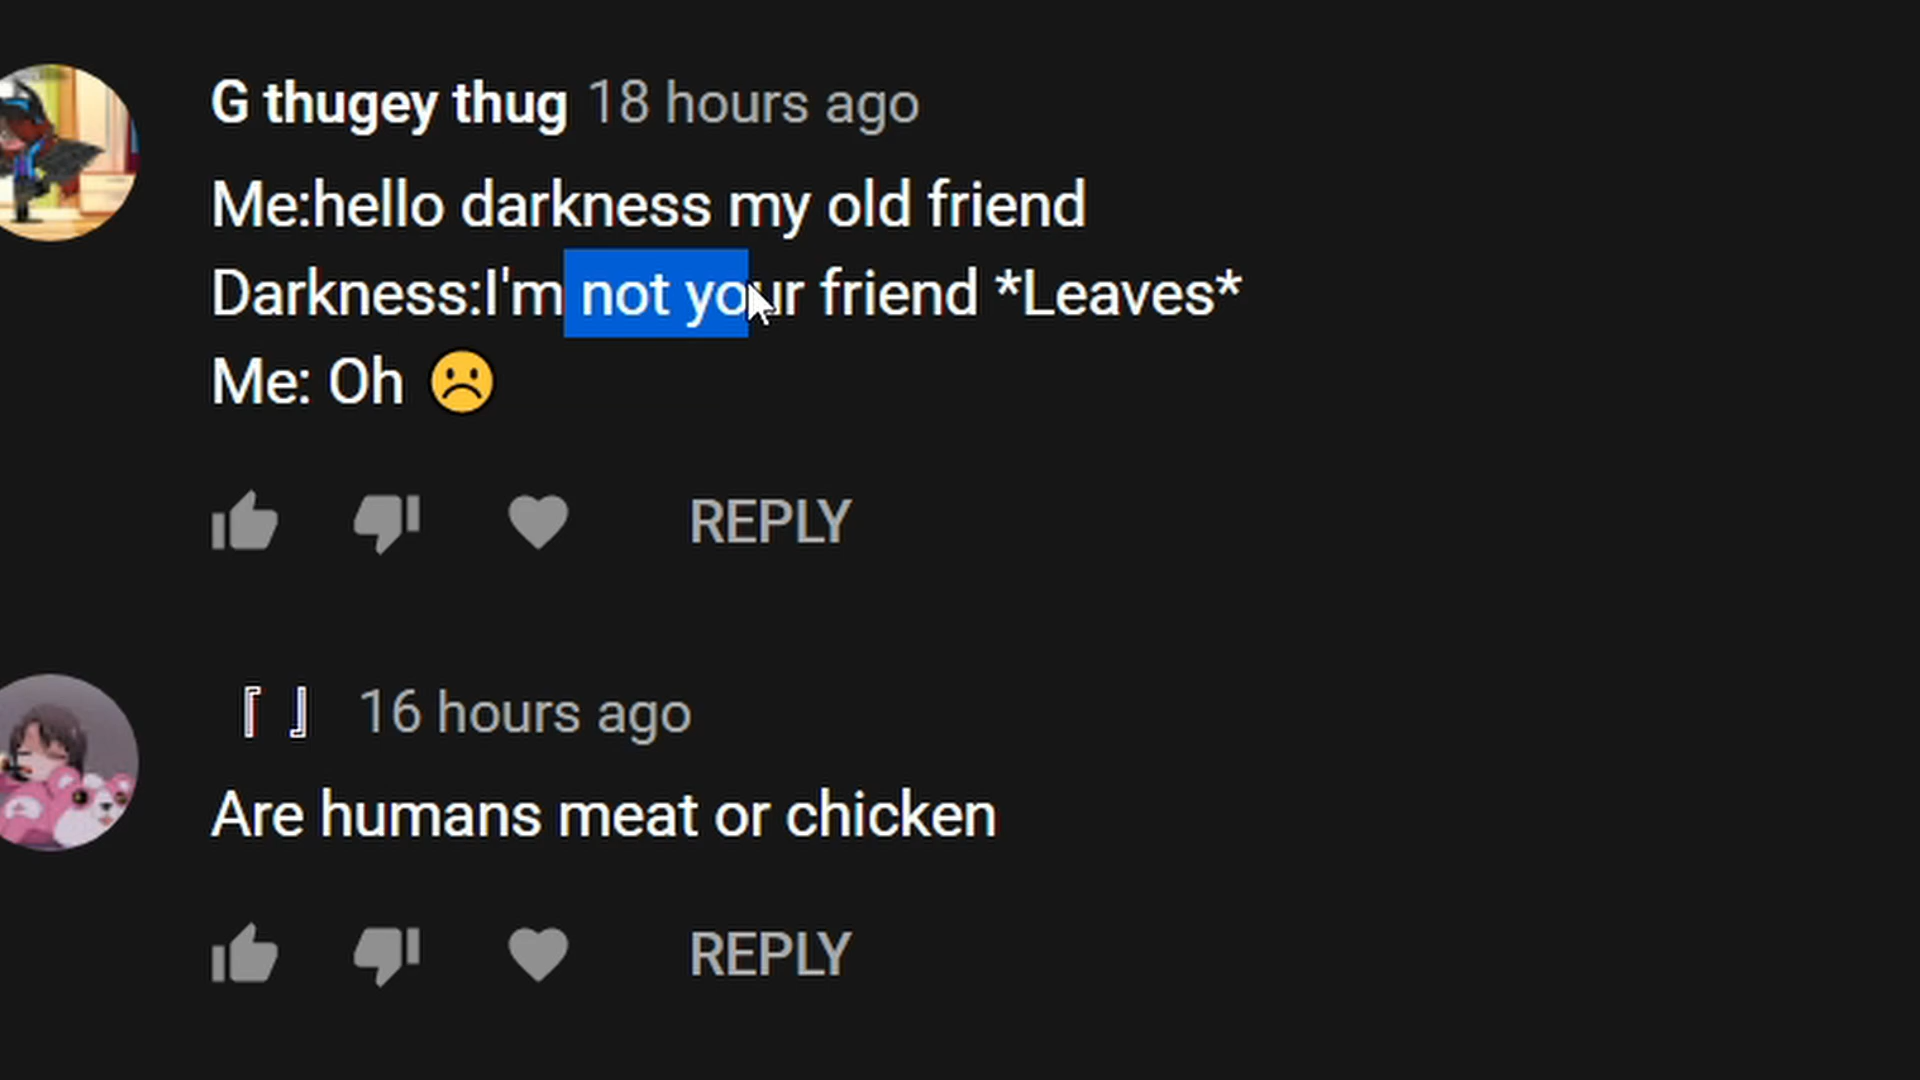 G thugey thug 18 hours ago
Me:hello darkness my old friend
Darkness:I'm not your friend *Leaves*
Me: Oh ☹️
REPLY
『 』 16 hours ago
Are humans meat or chicken
REPLY